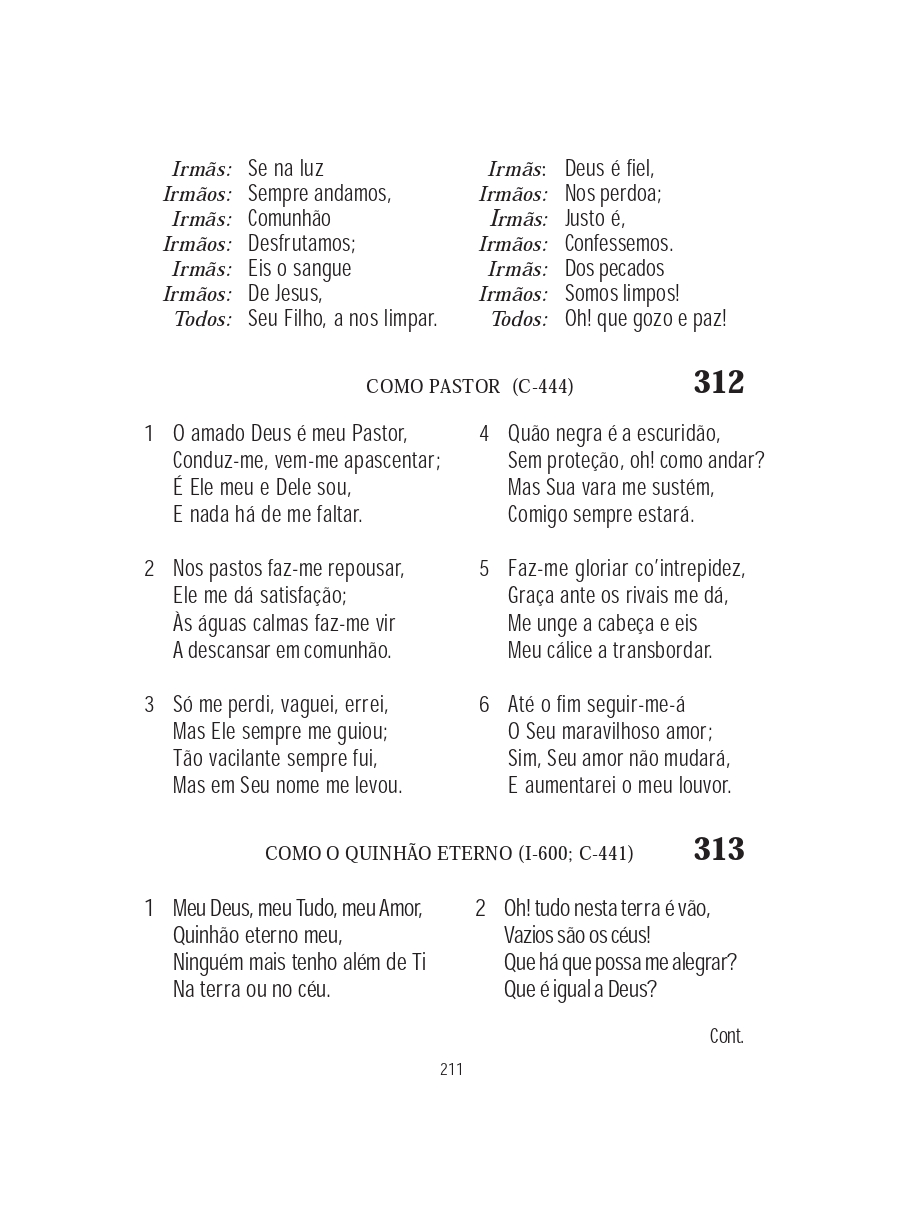 Irmãs: Se na luz
Irmãos: Sempre andamos,
Irmãs: Comunhão
Irmãos: Desfrutamos;
Irmãs: Eis o sangue
Irmãos: De Jesus,
Todos: Seu Filho, a nos limpar.
Irmãs: Deus é fiel,
Irmãos: Nos perdoa;
Irmãs: Justo é,
Irmãos: Confessemos.
Irmãs: Dos pecados
Irmãos: Somos limpos!
Todos: Oh! que gozo e paz!
COMO PASTOR (C-444) 312
1 O amado Deus é meu Pastor,
Conduz-me, vem-me apascentar;
É Ele meu e Dele sou,
E nada há de me faltar.
2 Nos pastos faz-me repousar,
Ele me dá satisfação;
Às águas calmas faz-me vir
A descansar em comunhão.
3 Só me perdi, vaguei, errei,
Mas Ele sempre me guiou;
Tão vacilante sempre fui,
Mas em Seu nome me levou.
4 Quão negra é a escuridão,
Sem proteção, oh! como andar?
Mas Sua vara me sustém,
Comigo sempre estará.
5 Faz-me gloriar co’intrepidez,
Graça ante os rivais me dá,
Me unge a cabeça e eis
Meu cálice a transbordar.
6 Até o fim seguir-me-á
O Seu maravilhoso amor;
Sim, Seu amor não mudará,
E aumentarei o meu louvor.
COMO O QUINHÃO ETERNO (I-600; C-441) 313
1 Meu Deus, meu Tudo, meu Amor,
Quinhão eterno meu,
Ninguém mais tenho além de Ti
Na terra ou no céu.
2 Oh! tudo nesta terra é vão,
Vazios são os céus!
Que há que possa me alegrar?
Que é igual a Deus?
Cont.
211